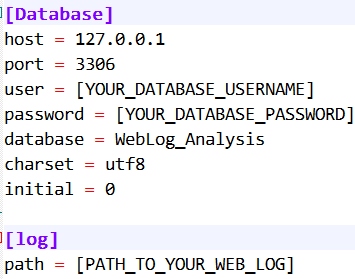 [Database]
host = 127.0.0.1
port = 3306
user = [YOUR_DATABASE_USERNAME]
password = [YOUR_DATABASE_PASSWORD]
database = WebLog_Analysis
charset = utf8
initial = 0
[log]
path = [PATH_TO_YOUR_WEB_LOG]